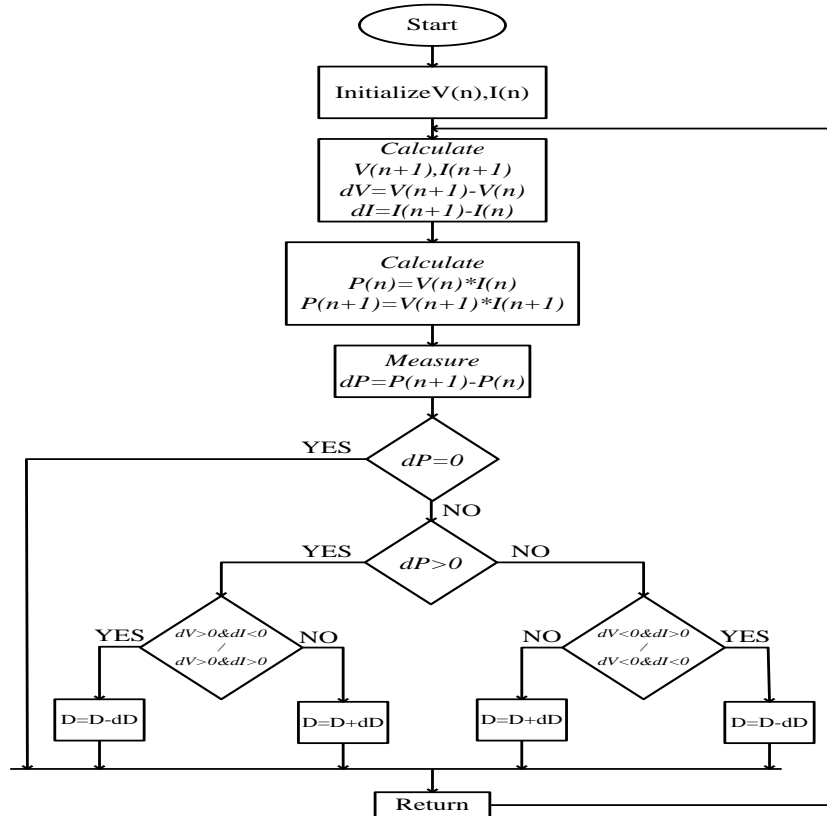 Start
InitializeV(n),I(n)
Calculate
V(n+1),I(n+1)
dV=V(n+1)-V(n)
dI=I(n+1)-I(n)
Calculate
P(n)=V(n)*I(n)
P(n+1)=V(n+1)*I(n+1)
Measure
dP=P(n+1)-P(n)
YES
dP=0
NO
YES
dP>0
NO
YES
dV>0&dI<0
/
dV>0&dI>0
NO
NO
dV<0&dI>0
/
dV<0&dI<0
YES
D=D-dD
D=D+dD
D=D+dD
D=D-dD
Return